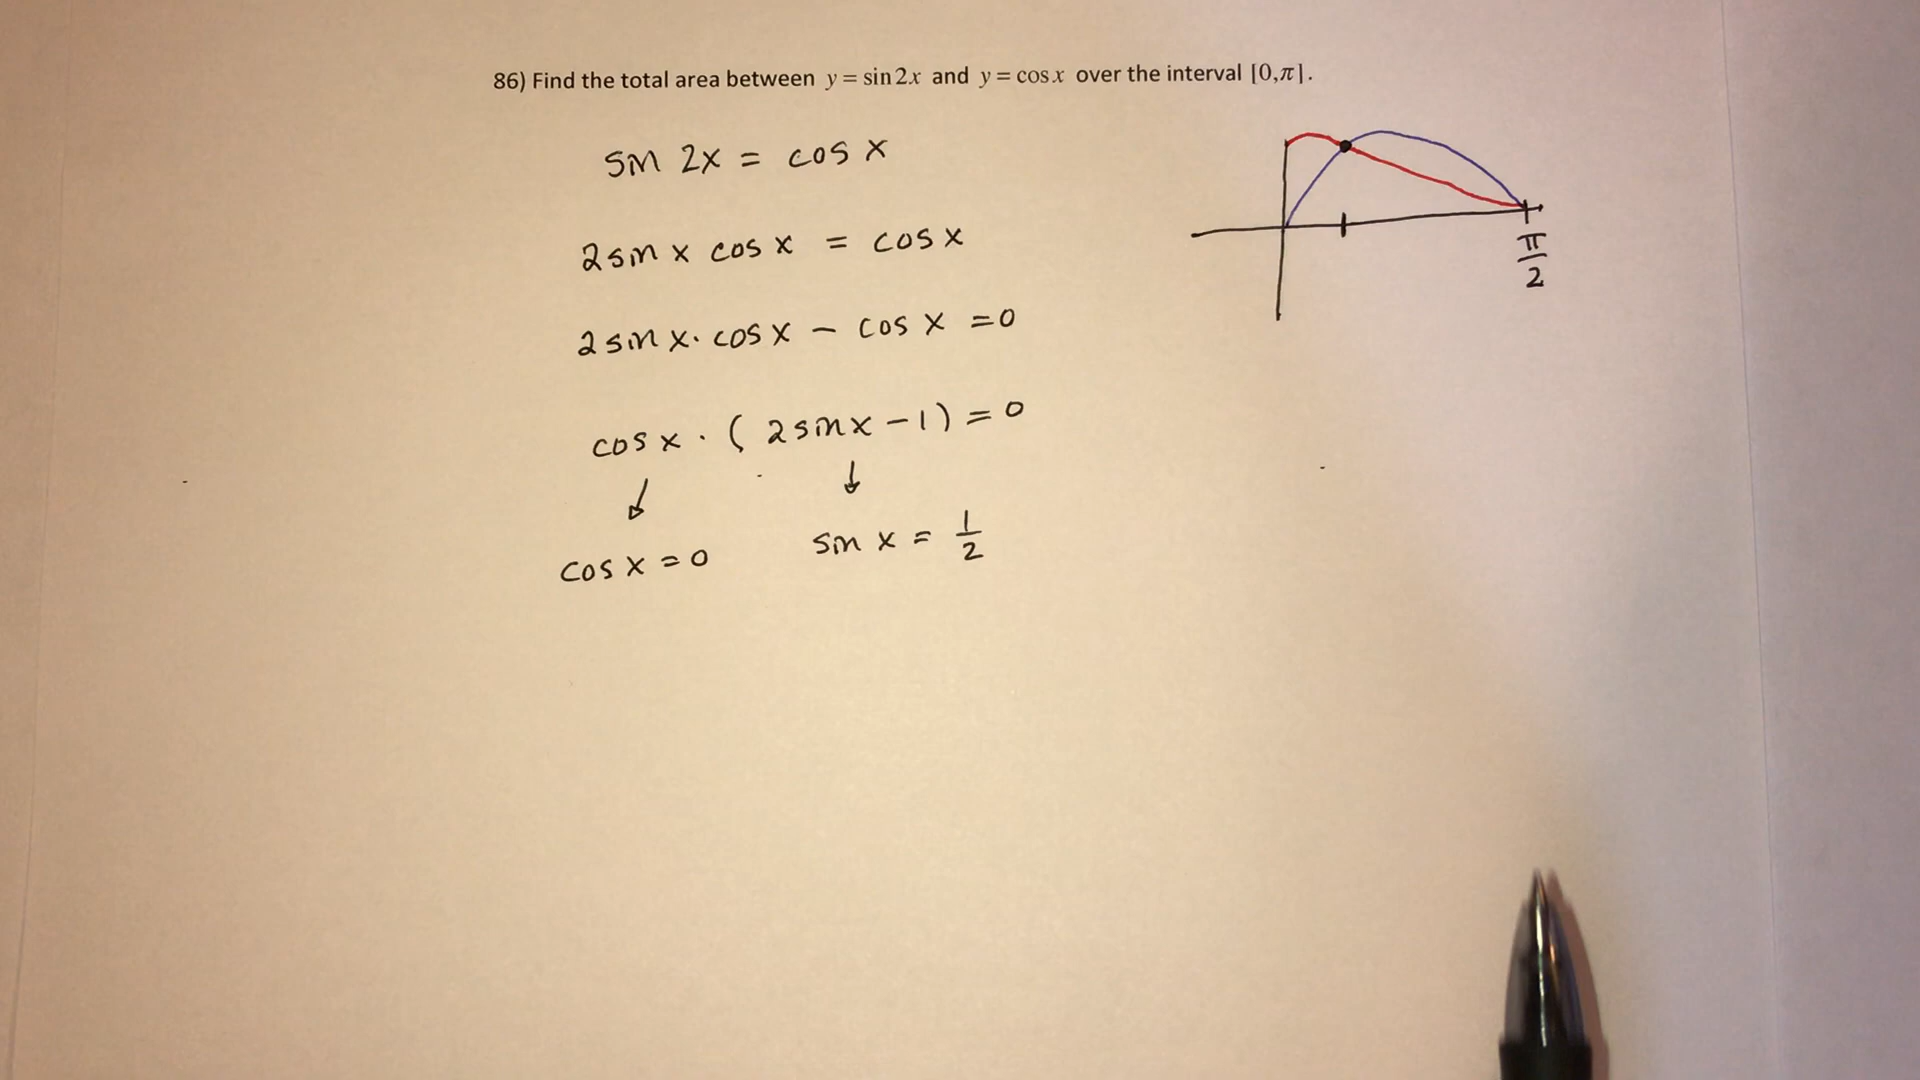 86) Find the total area between y = sin 2x and y = cos x over the interval [0,π].
sin 2x = cos x
2 sin x cos x = cos x
2 sin x · cos x − cos x = 0
cos x · ( 2 sin x − 1 ) = 0
↓ ↓
cos x = 0 sin x = 1/2
π/2